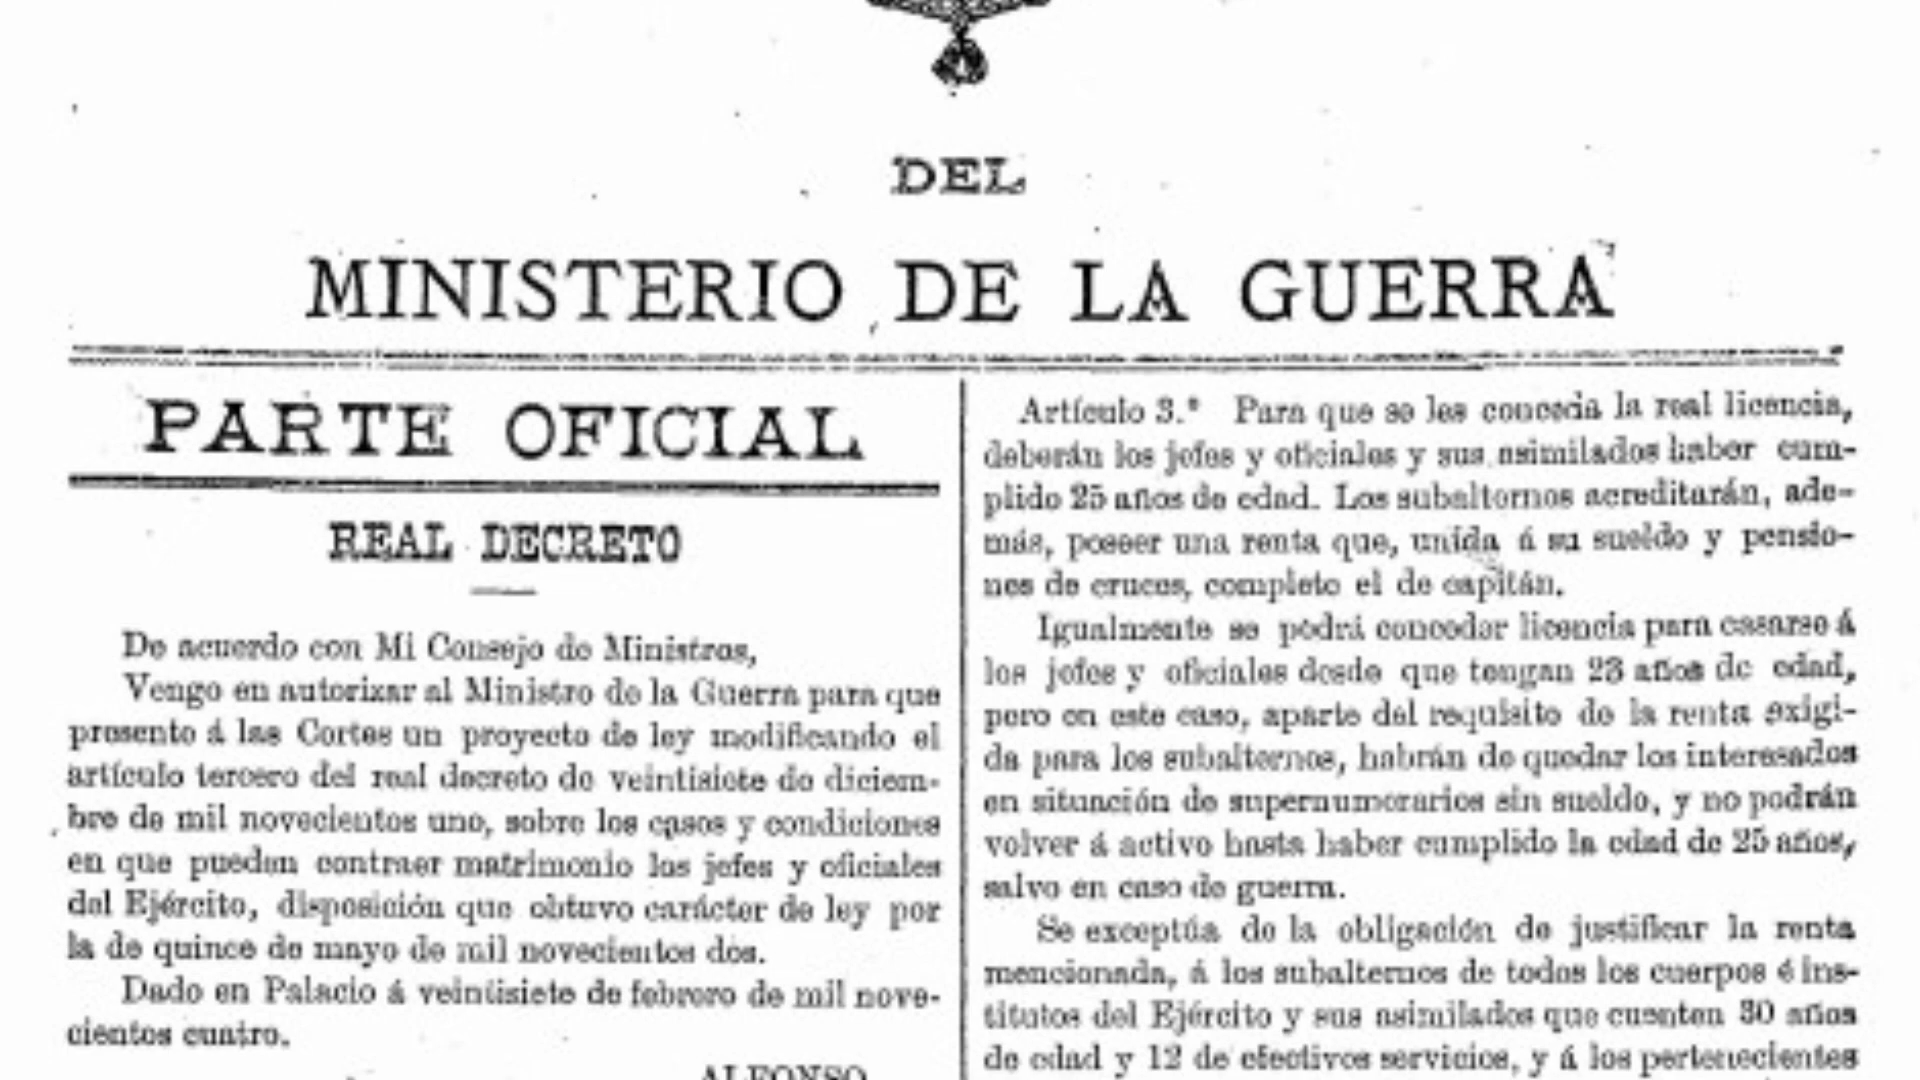 DEL
MINISTERIO DE LA GUERRA
PARTE OFICIAL
REAL DECRETO
De acuerdo con Mi Consejo de Ministros,
Vengo en autorizar al Ministro de la Guerra para que
presente á las Cortes un proyecto de ley modificando el
artículo tercero del real decreto de veintisiete de diciem-
bre de mil novecientos uno, sobre los casos y condiciones
en que pueden contraer matrimonio los jefes y oficiales
del Ejército, disposición que obtuvo carácter de ley por
la de quince de mayo de mil novecientos dos.
Dado en Palacio á veintisiete de febrero de mil nove-
cientos cuatro.
ALFONSO
Artículo 3.º Para que se les conceda la real licencia,
deberán los jefes y oficiales y sus asimilados haber cum-
plido 25 años de edad. Los subalternos acreditarán, ade-
más, poseer una renta que, unida á su sueldo y pensio-
nes de cruces, complete el de capitán.
Igualmente se podrá conceder licencia para casarse á
los jefes y oficiales desde que tengan 23 años de edad,
pero en este caso, aparte del requisito de la renta exigi-
da para los subalternos, habrán de quedar los interesados
en situación de supernumerarios sin sueldo, y no podrán
volver á activo hasta haber cumplido la edad de 25 años,
salvo en caso de guerra.
Se exceptúa de la obligación de justificar la renta
mencionada, á los subalternos de todos los cuerpos é ins-
titutos del Ejército y sus asimilados que cuenten 30 años
de edad y 12 de efectivos servicios, y á los pertenecientes